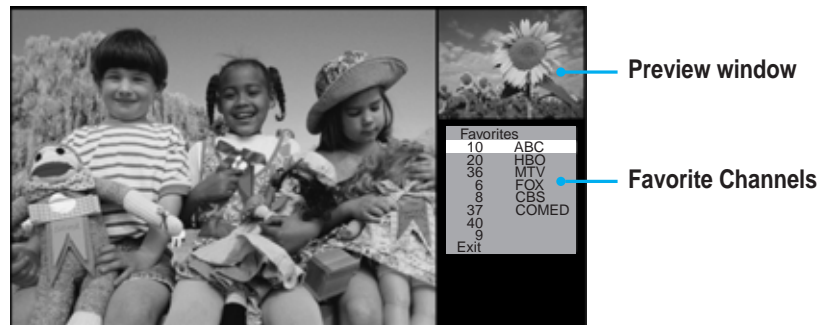 Preview window
Favorites
10 ABC
20 HBO
36 MTV
6 FOX
8 CBS
37 COMED
40
9
Exit
Favorite Channels